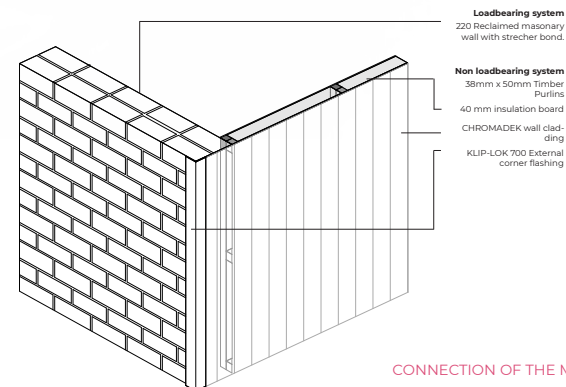 Loadbearing system
220 Reclaimed masonary
wall with strecher bond.
Non loadbearing system
38mm x 50mm Timber
Purlins
40 mm insulation board
CHROMADEK wall clad-
ding
KLIP-LOK 700 External
corner flashing
CONNECTION OF THE M